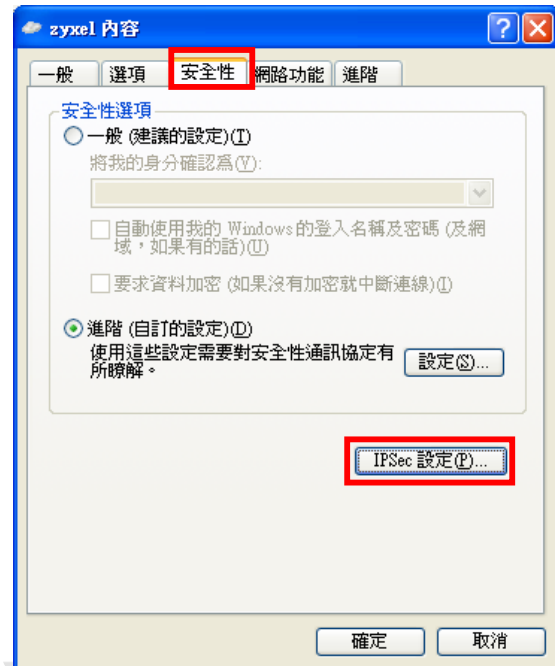 zyxel 內容
一般 選項 安全性 網路功能 進階
安全性選項
一般 (建議的設定)(T)
將我的身分確認為(V):
自動使用我的 Windows 的登入名稱及密碼 (及網
域，如果有的話)(U)
要求資料加密 (如果沒有加密就中斷連線)(I)
進階 (自訂的設定)(D)
使用這些設定需要對安全性通訊協定有
所瞭解。
設定(S)...
IPSec 設定(P)...
確定 取消